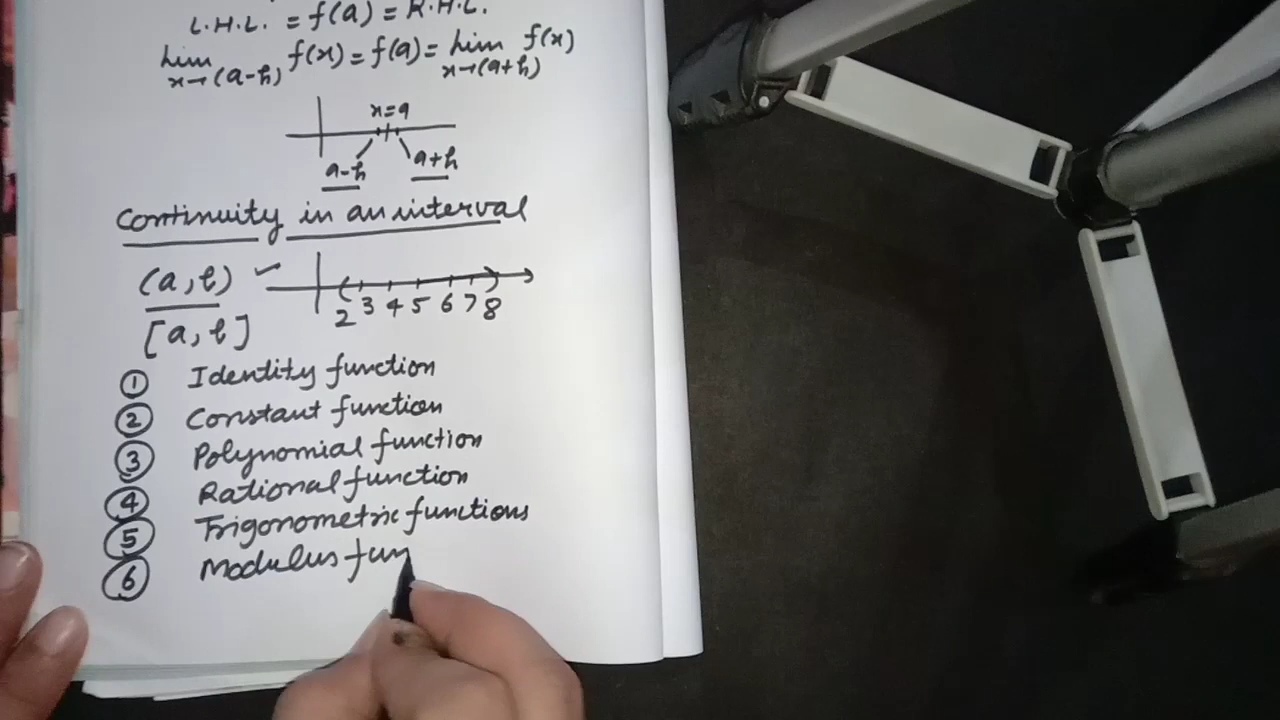 L.H.L. = f(a) = R.H.L.
lim x→(a-h) f(x) = f(a) = lim x→(a+h) f(x)
x=a
a-h a+h
Continuity in an interval
(a, b) ✓
2 3 4 5 6 7 8
[a, b]
① Identity function
② Constant function
③ Polynomial function
④ Rational function
⑤ Trigonometric functions
⑥ Modulus fun